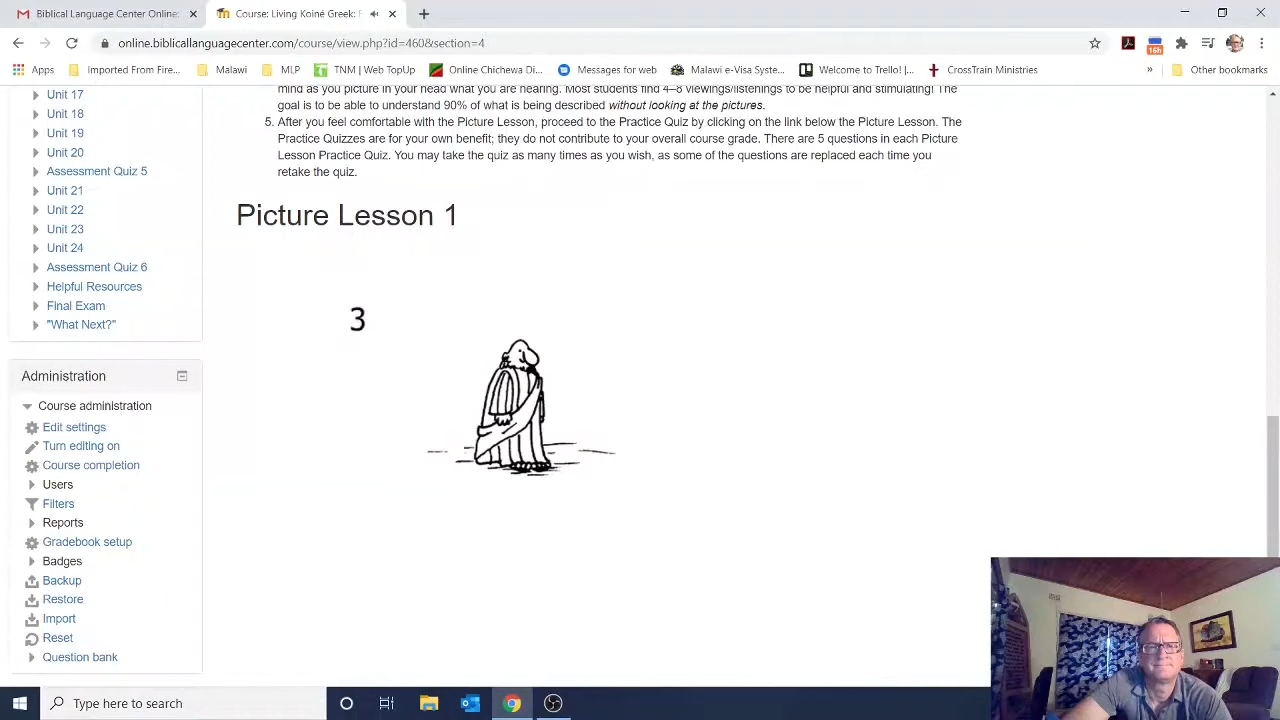 Biblical Language Center Online:
Course: Living Koiné Greek: F
online.biblicallanguagecenter.com/course/view.php?id=460&section=4
16h
Apps
Imported From Fire...
Malawi
MLP
TNM | Web TopUp
Online Chichewa Di...
Messages for web
Malawi e-Visa Syste...
Welcome to Trello! |...
CrossTrain Ministries
»
Other bookmarks
Unit 17
Unit 18
Unit 19
Unit 20
Assessment Quiz 5
Unit 21
Unit 22
Unit 23
Unit 24
Assessment Quiz 6
Helpful Resources
Final Exam
"What Next?"
Administration
Course administration
Edit settings
Turn editing on
Course completion
Users
Filters
Reports
Gradebook setup
Badges
Backup
Restore
Import
Reset
Question bank
mind as you picture in your head what you are hearing. Most students find 4–8 viewings/listenings to be helpful and stimulating! The
goal is to be able to understand 90% of what is being described without looking at the pictures.
5. After you feel comfortable with the Picture Lesson, proceed to the Practice Quiz by clicking on the link below the Picture Lesson. The
Practice Quizzes are for your own benefit; they do not contribute to your overall course grade. There are 5 questions in each Picture
Lesson Practice Quiz. You may take the quiz as many times as you wish, as some of the questions are replaced each time you
retake the quiz.
Picture Lesson 1
3
Type here to search